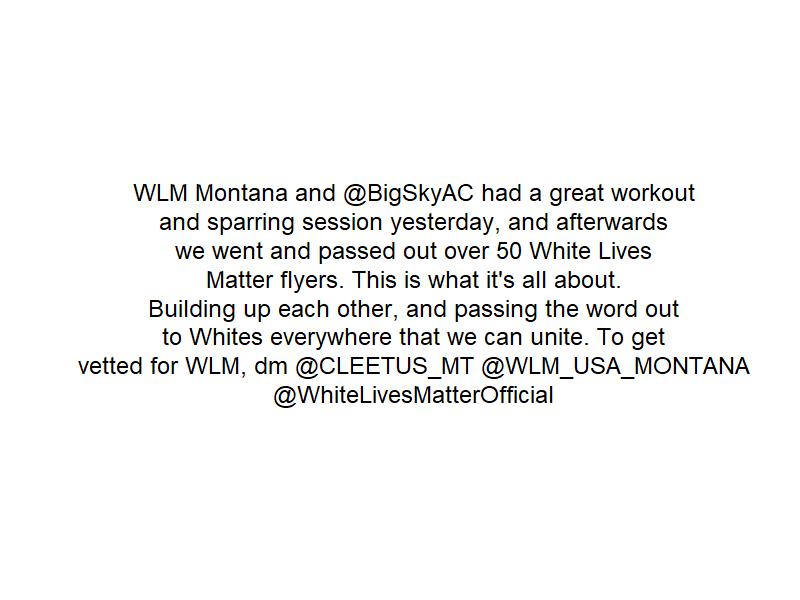 WLM Montana and @BigSkyAC had a great workout
and sparring session yesterday, and afterwards
we went and passed out over 50 White Lives
Matter flyers. This is what it's all about.
Building up each other, and passing the word out
to Whites everywhere that we can unite. To get
vetted for WLM, dm @CLEETUS_MT @WLM_USA_MONTANA
@WhiteLivesMatterOfficial